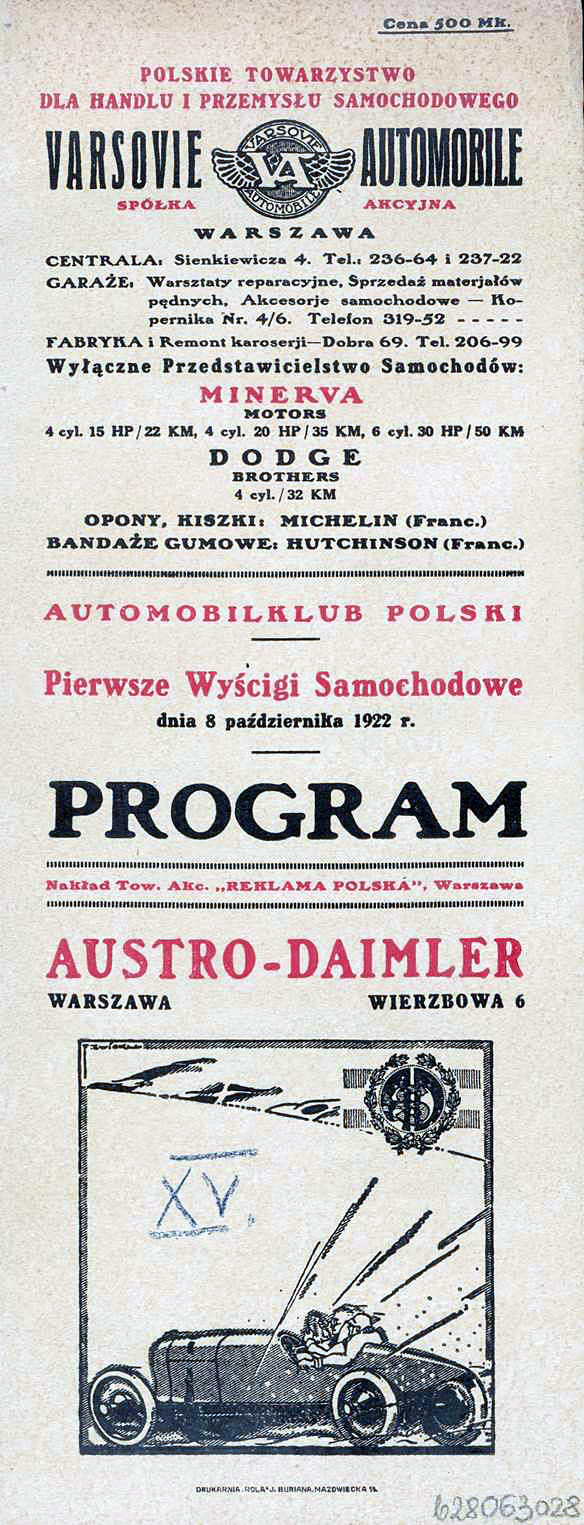 Cena 500 Mk.
POLSKIE TOWARZYSTWO
DLA HANDLU I PRZEMYSŁU SAMOCHODOWEGO
VARSOVIE VARSOVIE VA AUTOMOBILE AUTOMOBILE
SPÓŁKA AKCYJNA
WARSZAWA
CENTRALA: Sienkiewicza 4. Tel.: 236-64 i 237-22
GARAŻE: Warsztaty reparacyjne, Sprzedaż materjałów
pędnych, Akcesorje samochodowe — Ko-
pernika Nr. 4/6. Telefon 319-52 - - - - -
FABRYKA i Remont karoserji—Dobra 69. Tel. 206-99
Wyłączne Przedstawicielstwo Samochodów:
MINERVA
MOTORS
4 cyl. 15 HP/22 KM, 4 cyl. 20 HP/35 KM, 6 cyl. 30 HP/50 KM
DODGE
BROTHERS
4 cyl./32 KM
OPONY, KISZKI: MICHELIN (Franc.)
BANDAŻE GUMOWE: HUTCHINSON (Franc.)
AUTOMOBILKLUB POLSKI
Pierwsze Wyścigi Samochodowe
dnia 8 października 1922 r.
PROGRAM
Nakład Tow. Akc. „REKLAMA POLSKA”, Warszawa
AUSTRO-DAIMLER
WARSZAWA WIERZBOWA 6
XV.
DRUKARNIA „ROLA” J. BURIANA, MAZOWIECKA 11.
628063028